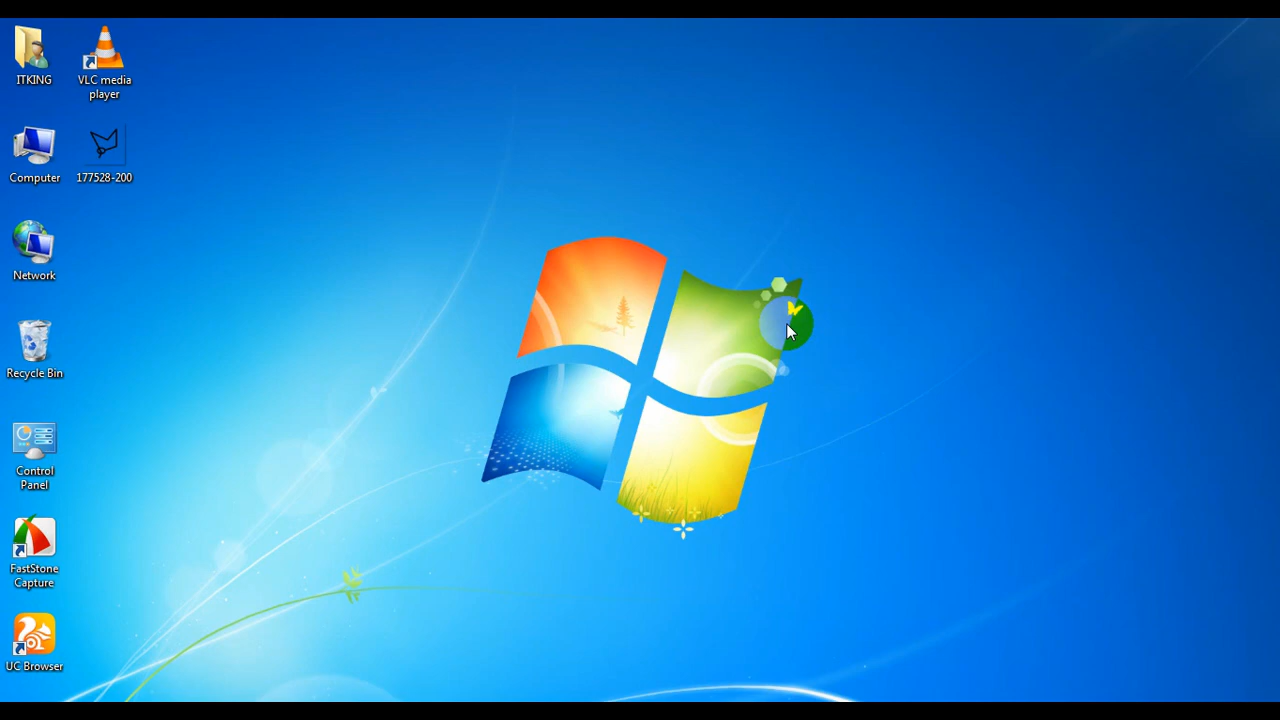 ITKING
VLC media
player
Computer
177528-200
Network
Recycle Bin
Control
Panel
FastStone
Capture
UC Browser